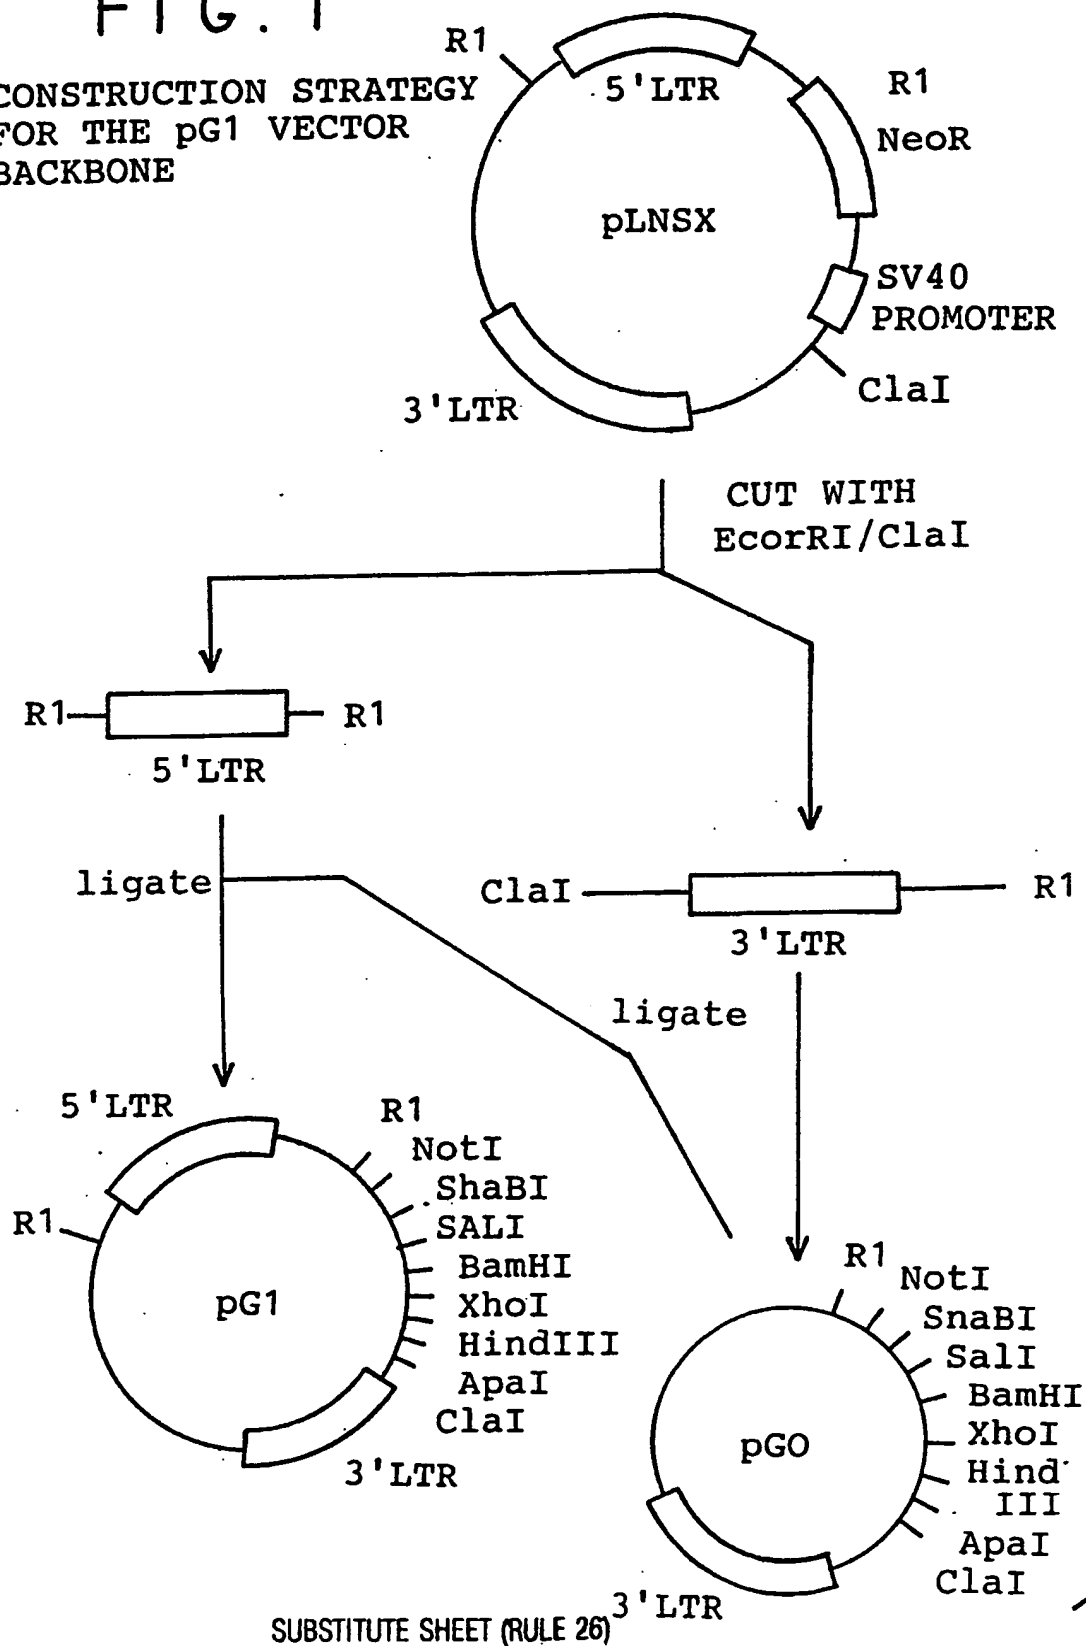 FIG. 1
CONSTRUCTION STRATEGY
FOR THE pG1 VECTOR
BACKBONE
R1
5'LTR
R1
NeoR
pLNSX
SV40
PROMOTER
ClaI
3'LTR
CUT WITH
EcorRI/ClaI
R1
R1
5'LTR
ligate
ClaI
R1
3'LTR
ligate
5'LTR
R1
NotI
ShaBI
SALI
BamHI
XhoI
HindIII
ApaI
ClaI
R1
pG1
3'LTR
R1
NotI
SnaBI
SalI
BamHI
XhoI
Hind
III
ApaI
ClaI
pGO
3'LTR
SUBSTITUTE SHEET (RULE 26)